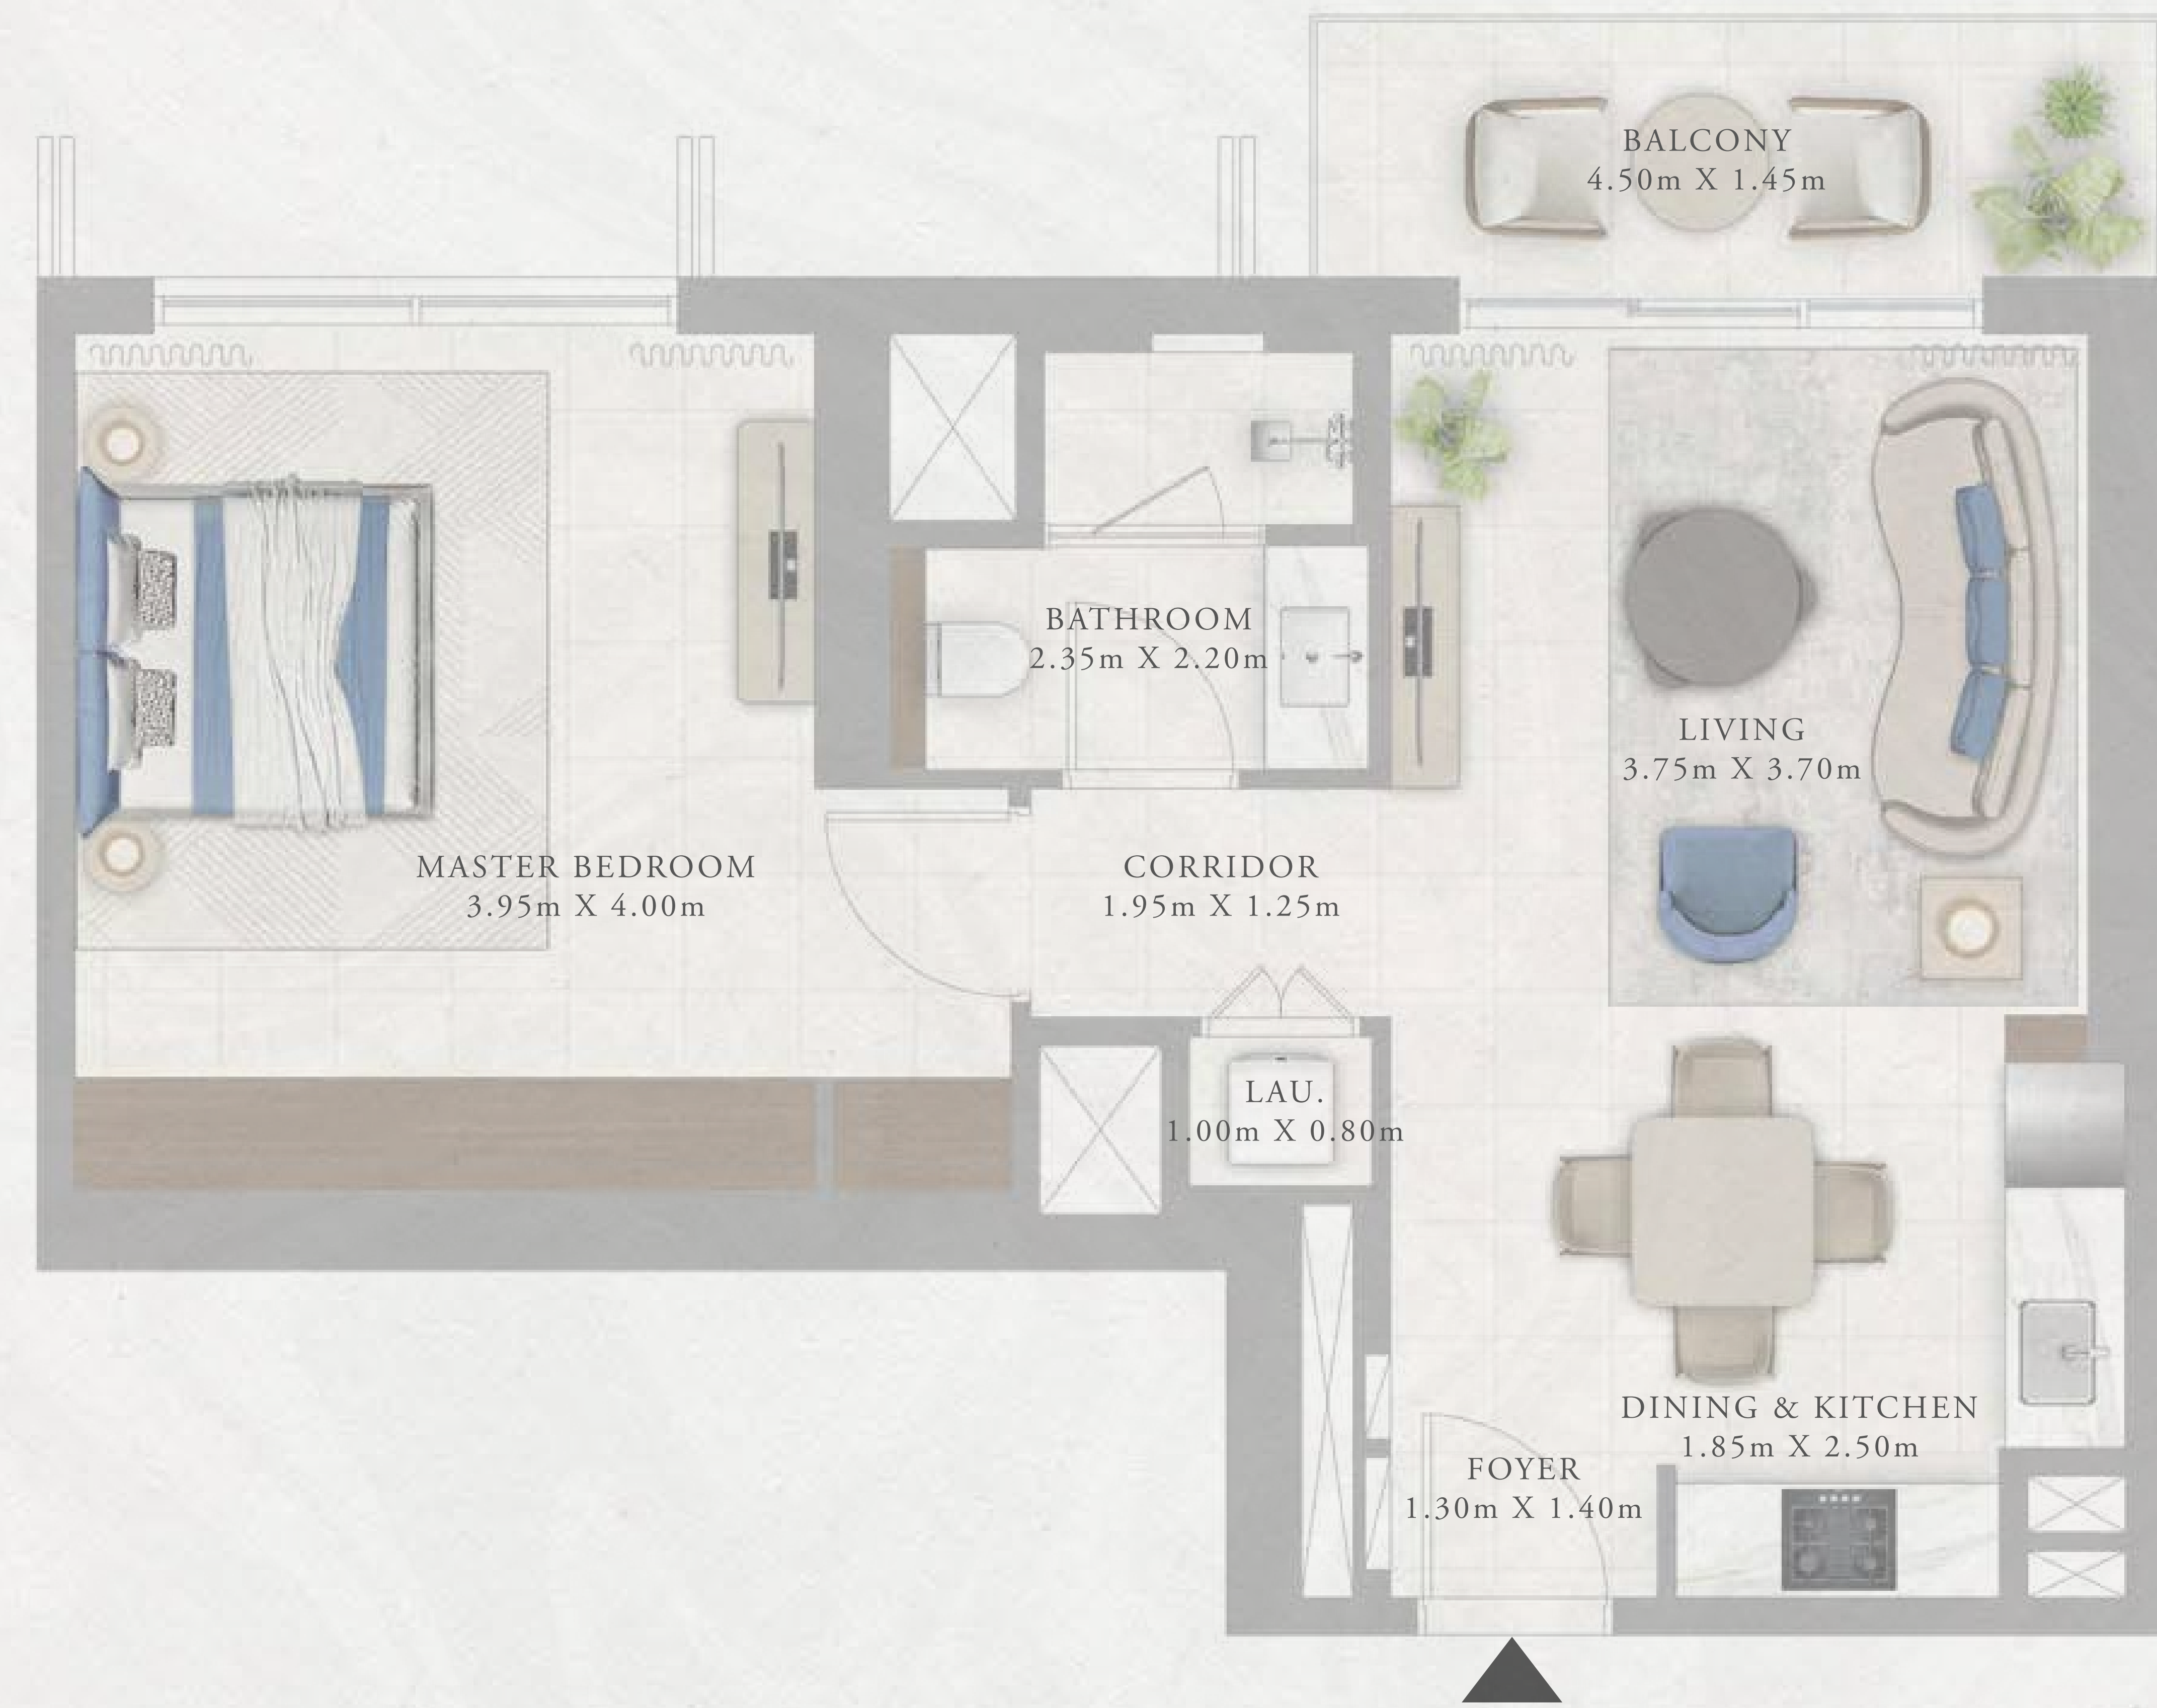 BALCONY
4.50m X 1.45m
BATHROOM
2.35m X 2.20m
LIVING
3.75m X 3.70m
MASTER BEDROOM
3.95m X 4.00m
CORRIDOR
1.95m X 1.25m
LAU.
1.00m X 0.80m
DINING & KITCHEN
1.85m X 2.50m
FOYER
1.30m X 1.40m